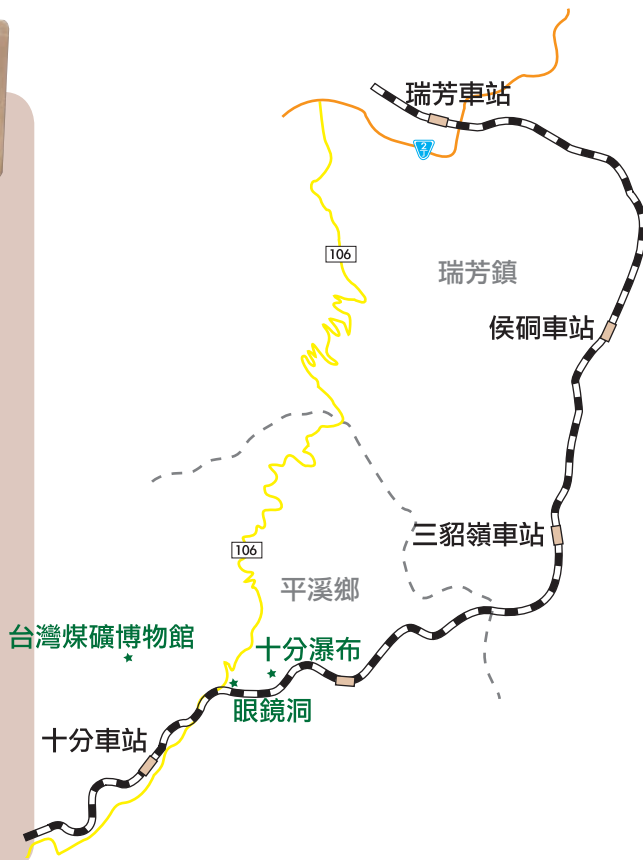 瑞芳車站
2
丁
106
瑞芳鎮
侯硐車站
三貂嶺車站
106
平溪鄉
台灣煤礦博物館
十分瀑布
眼鏡洞
十分車站